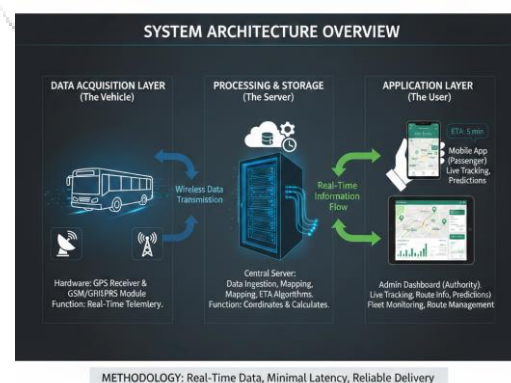 SYSTEM ARCHITECTURE OVERVIEW
DATA ACQUISITION LAYER
(The Vehicle)
Wireless Data
Transmission
Hardware: GPS Receiver &
GSM/GRI1PRS Module
Function: Real-Time Telemlery.
PROCESSING & STORAGE
(The Server)
Central Server:
Data Ingestion, Mapping,
Mapping, ETA Algorithms.
Function: Cordinates & Calculates.
Real-Time
Information
Flow
APPLICATION LAYER
(The User)
ETA: 5 min
Mobile App
(Passenger)
Live Tracking,
Predictions
Admin Dashboard (Authority).
Live Tracking, Route Info, Predictions)
Fleet Monitoring, Route Management
METHODOLOGY: Real-Time Data, Minimal Latency, Reliable Delivery